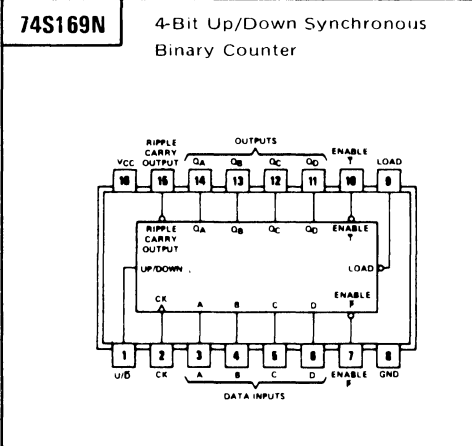 74S169N
4-Bit Up/Down Synchronous
Binary Counter
RIPPLE CARRY OUTPUT
OUTPUTS
ENABLE T
VCC
QA QB QC QD
LOAD
16 15 14 13 12 11 10 9
RIPPLE CARRY OUTPUT
QA QB QC QD
ENABLE T
UP/DOWN
LOAD
CK A B C D
ENABLE P
1 2 3 4 5 6 7 8
U/D̅ CK A B C D ENABLE P GND
DATA INPUTS